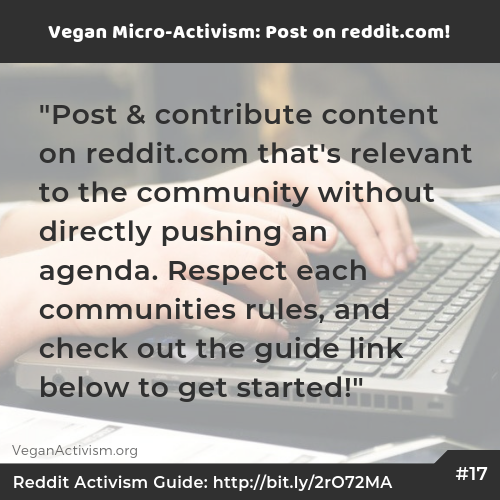 Vegan Micro-Activism: Post on reddit.com!
"Post & contribute content
on reddit.com that's relevant
to the community without
directly pushing an
agenda. Respect each
communities rules, and
check out the guide link
below to get started!"
VeganActivism.org
Reddit Activism Guide: http://bit.ly/2rO72MA
#17